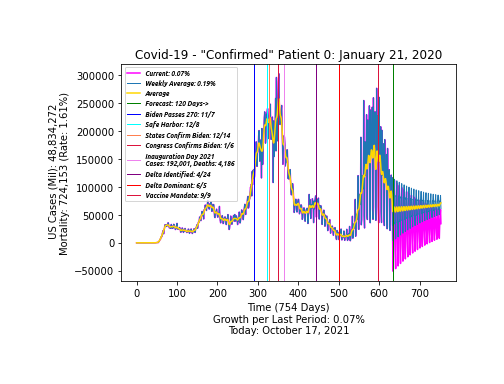 Covid-19 - "Confirmed" Patient 0: January 21, 2020
US Cases (Mil): 48,834,272
Mortality: 724,153 (Rate: 1.61%)
300000
250000
200000
150000
100000
50000
0
−50000
Current: 0.07%
Weekly Average: 0.19%
Average
Forecast: 120 Days->
Biden Passes 270: 11/7
Safe Harbor: 12/8
States Confirm Biden: 12/14
Congress Confirms Biden: 1/6
Inauguration Day 2021
Cases: 192,001, Deaths: 4,186
Delta Identified: 4/24
Delta Dominant: 6/5
Vaccine Mandate: 9/9
0 100 200 300 400 500 600 700
Time (754 Days)
Growth per Last Period: 0.07%
Today: October 17, 2021